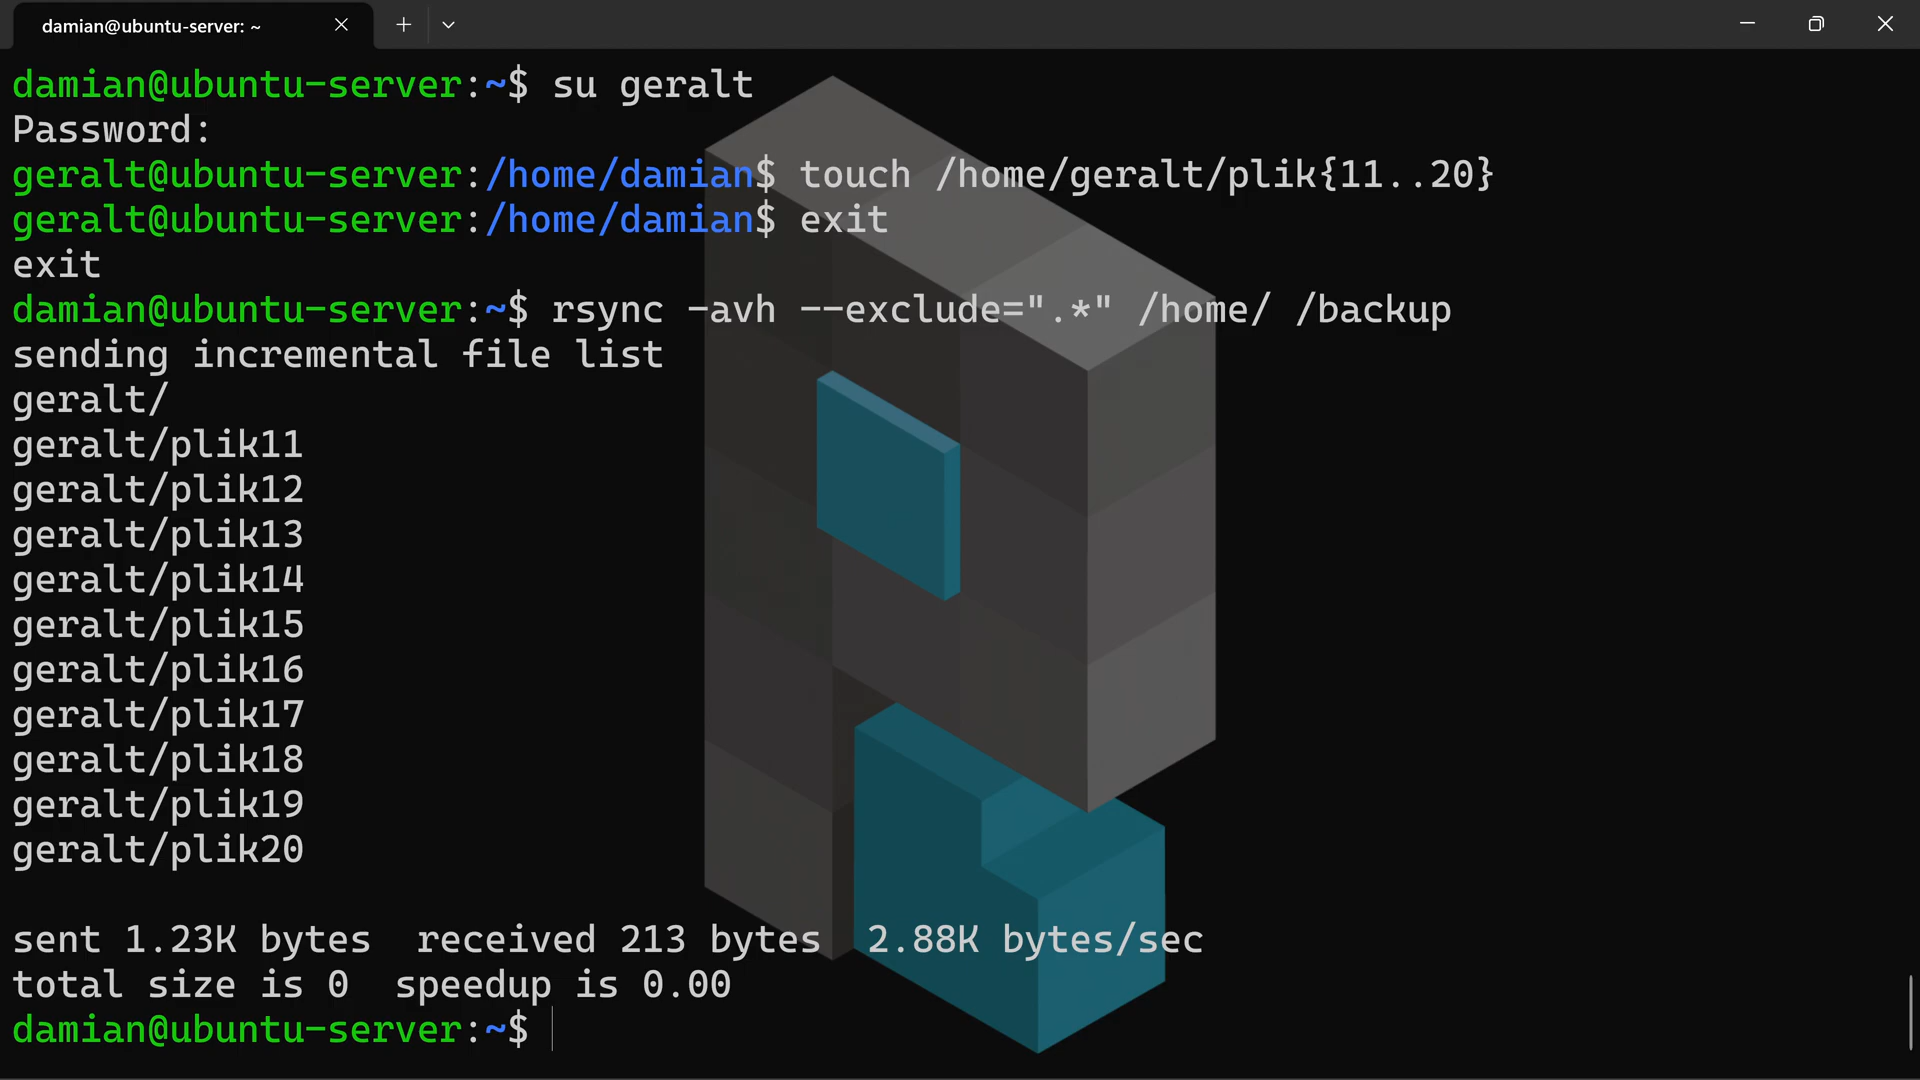 damian@ubuntu-server: ~
damian@ubuntu-server:~$ su geralt
Password:
geralt@ubuntu-server:/home/damian$ touch /home/geralt/plik{11..20}
geralt@ubuntu-server:/home/damian$ exit
exit
damian@ubuntu-server:~$ rsync -avh --exclude=".*" /home/ /backup
sending incremental file list
geralt/
geralt/plik11
geralt/plik12
geralt/plik13
geralt/plik14
geralt/plik15
geralt/plik16
geralt/plik17
geralt/plik18
geralt/plik19
geralt/plik20

sent 1.23K bytes  received 213 bytes  2.88K bytes/sec
total size is 0  speedup is 0.00
damian@ubuntu-server:~$